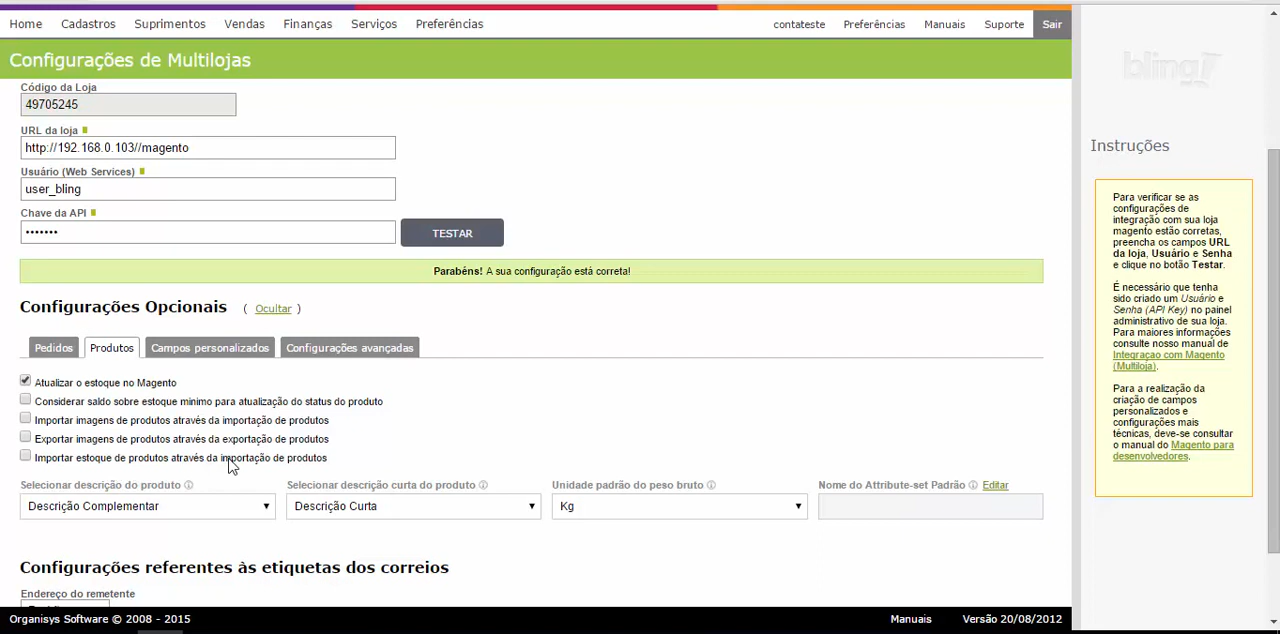 Home Cadastros Suprimentos Vendas Finanças Serviços Preferências contateste Preferências Manuais Suporte Sair
Configurações de Multilojas
Código da Loja
49705245
URL da loja
http://192.168.0.103//magento
Usuário (Web Services)
user_bling
Chave da API
•••••••
TESTAR
Parabéns! A sua configuração está correta!
Configurações Opcionais ( Ocultar )
Pedidos Produtos Campos personalizados Configurações avançadas
Atualizar o estoque no Magento
Considerar saldo sobre estoque minimo para atualização do status do produto
Importar imagens de produtos através da importação de produtos
Exportar imagens de produtos através da exportação de produtos
Importar estoque de produtos através da importação de produtos
Selecionar descrição do produto Selecionar descrição curta do produto Unidade padrão do peso bruto Nome do Attribute-set Padrão Editar
Descrição Complementar Descrição Curta Kg
Configurações referentes às etiquetas dos correios
Endereço do remetente
Organisys Software © 2008 - 2015 Manuais Versão 20/08/2012
bling
Instruções
Para verificar se as
configurações de
integração com sua loja
magento estão corretas,
preencha os campos URL
da loja, Usuário e Senha
e clique no botão Testar.
É necessário que tenha
sido criado um Usuário e
Senha (API Key) no painel
administrativo de sua loja.
Para maiores informações
consulte nosso manual de
Integração com Magento
(Multiloja).
Para a realização da
criação de campos
personalizados e
configurações mais
técnicas, deve-se consultar
o manual do Magento para
desenvolvedores.